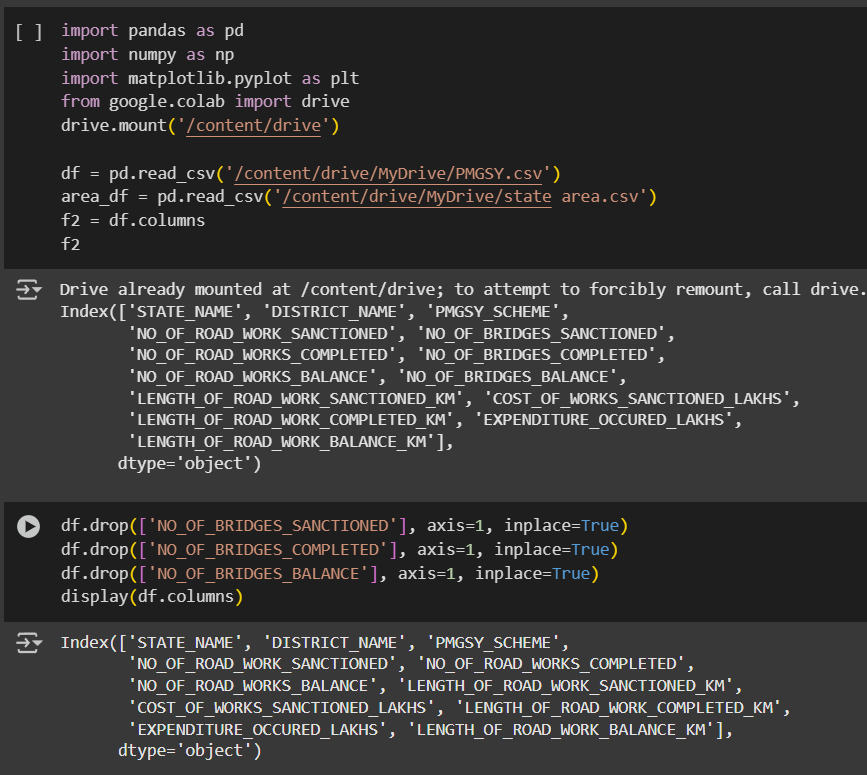 [ ] import pandas as pd
import numpy as np
import matplotlib.pyplot as plt
from google.colab import drive
drive.mount('/content/drive')
df = pd.read_csv('/content/drive/MyDrive/PMGSY.csv')
area_df = pd.read_csv('/content/drive/MyDrive/state area.csv')
f2 = df.columns
f2
Drive already mounted at /content/drive; to attempt to forcibly remount, call drive.
Index(['STATE_NAME', 'DISTRICT_NAME', 'PMGSY_SCHEME',
'NO_OF_ROAD_WORK_SANCTIONED', 'NO_OF_BRIDGES_SANCTIONED',
'NO_OF_ROAD_WORKS_COMPLETED', 'NO_OF_BRIDGES_COMPLETED',
'NO_OF_ROAD_WORKS_BALANCE', 'NO_OF_BRIDGES_BALANCE',
'LENGTH_OF_ROAD_WORK_SANCTIONED_KM', 'COST_OF_WORKS_SANCTIONED_LAKHS',
'LENGTH_OF_ROAD_WORK_COMPLETED_KM', 'EXPENDITURE_OCCURED_LAKHS',
'LENGTH_OF_ROAD_WORK_BALANCE_KM'],
dtype='object')
df.drop(['NO_OF_BRIDGES_SANCTIONED'], axis=1, inplace=True)
df.drop(['NO_OF_BRIDGES_COMPLETED'], axis=1, inplace=True)
df.drop(['NO_OF_BRIDGES_BALANCE'], axis=1, inplace=True)
display(df.columns)
Index(['STATE_NAME', 'DISTRICT_NAME', 'PMGSY_SCHEME',
'NO_OF_ROAD_WORK_SANCTIONED', 'NO_OF_ROAD_WORKS_COMPLETED',
'NO_OF_ROAD_WORKS_BALANCE', 'LENGTH_OF_ROAD_WORK_SANCTIONED_KM',
'COST_OF_WORKS_SANCTIONED_LAKHS', 'LENGTH_OF_ROAD_WORK_COMPLETED_KM',
'EXPENDITURE_OCCURED_LAKHS', 'LENGTH_OF_ROAD_WORK_BALANCE_KM'],
dtype='object')